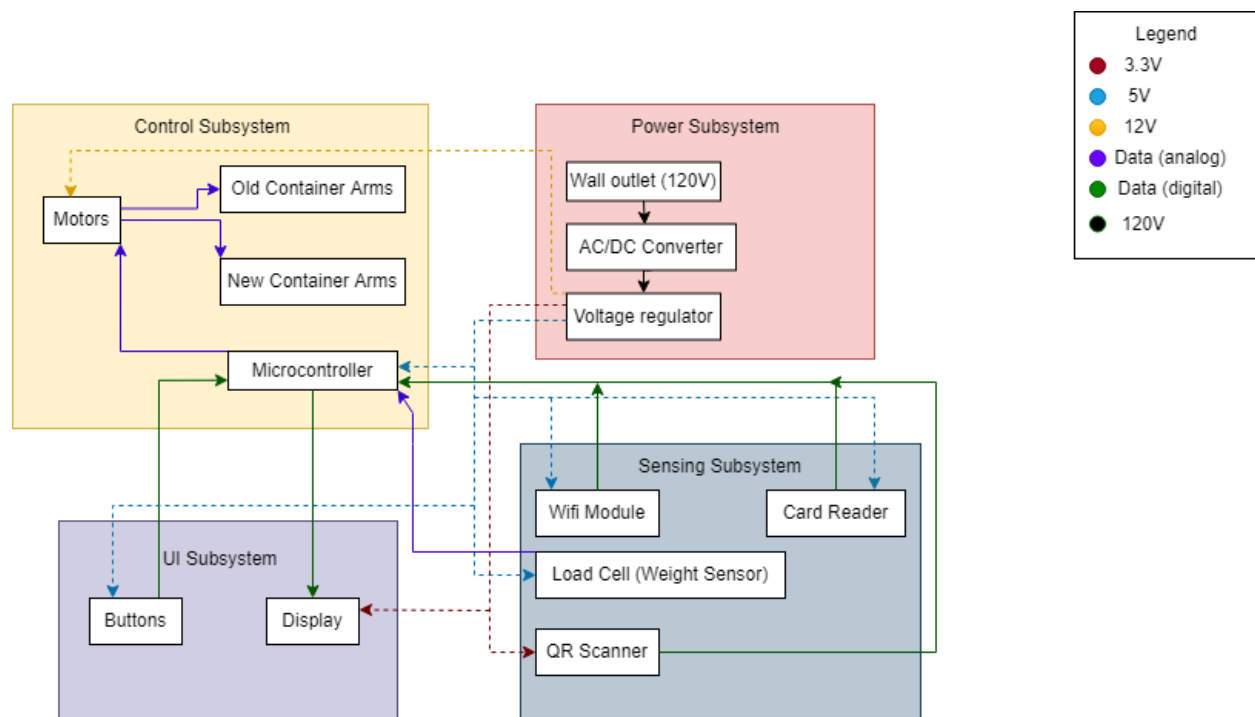 Legend
3.3V
5V
12V
Data (analog)
Data (digital)
120V
Control Subsystem
Old Container Arms
Motors
New Container Arms
Microcontroller
Power Subsystem
Wall outlet (120V)
AC/DC Converter
Voltage regulator
UI Subsystem
Buttons
Display
Sensing Subsystem
Wifi Module
Card Reader
Load Cell (Weight Sensor)
QR Scanner